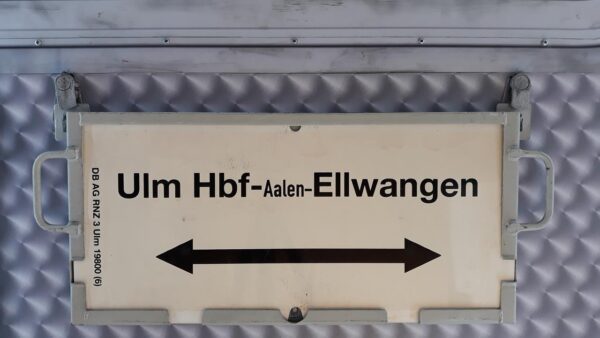 Ulm Hbf-Aalen-Ellwangen
DB AG RNZ 3 Ulm 19800 (6)